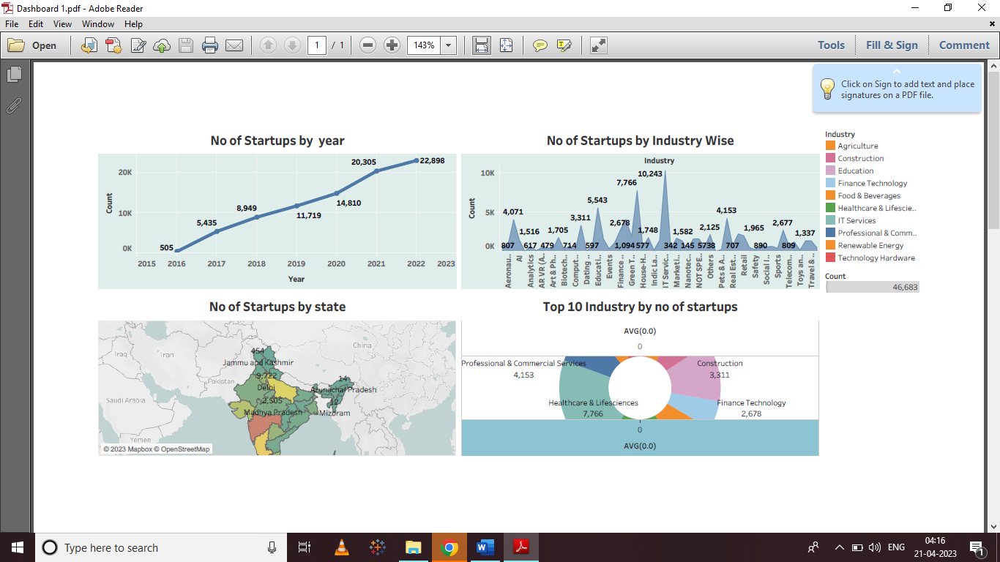 Dashboard 1.pdf - Adobe Reader
File Edit View Window Help
Open 1 / 1 143% Tools Fill & Sign Comment
Click on Sign to add text and place
signatures on a PDF file.
No of Startups by year
20K
10K
0K
Count
505
5,435
8,949
11,719
14,810
20,305
22,898
2015 2016 2017 2018 2019 2020 2021 2022 2023
Year
No of Startups by Industry Wise
Industry
10K
5K
0K
Count
10,243
7,766
5,543
4,071 3,311 2,678 4,153
1,516 1,705 1,748 1,582 2,125 1,965 2,677 1,337
807 617 479 714 597 1,094 577 342 145 5738 707 890 809
Aeronau..
AI
Analytics
AR VR (A..
Art & Ph..
Biotech..
Comput..
Dating ..
Educati..
Events
Finance ..
Green T..
House-H..
Indic La..
IT Servic..
Marketi..
Nanotec..
NOT SPE..
Others
Pets & A..
Real Est..
Retail
Safety
Social I..
Sports
Telecom..
Toys an..
Travel & ..
Industry
Agriculture
Construction
Education
Finance Technology
Food & Beverages
Healthcare & Lifescie..
IT Services
Professional & Comm..
Renewable Energy
Technology Hardware
Count
46,683
No of Startups by state
China
Iraq
Iran
Pakistan
Saudi Arabia
Yemen
454
Jammu and Kashmir
9,722
Delhi
2,505
Madhya Pradesh
14
Arunachal Pradesh
12
Mizoram
© 2023 Mapbox © OpenStreetMap
Top 10 Industry by no of startups
AVG(0.0)
0
Professional & Commercial Services
4,153
Construction
3,311
Healthcare & Lifesciences
7,766
Finance Technology
2,678
0
AVG(0.0)
Type here to search
ENG
04:16
21-04-2023
1